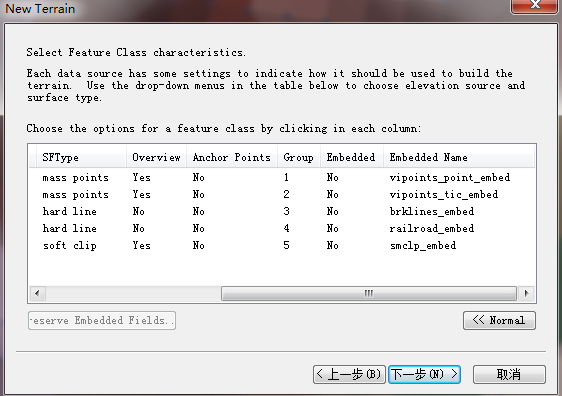 New Terrain
Select Feature Class characteristics.
Each data source has some settings to indicate how it should be used to build the
terrain. Use the drop-down menus in the table below to choose elevation source and
surface type.
Choose the options for a feature class by clicking in each column:
SFType Overview Anchor Points Group Embedded Embedded Name
mass points Yes No 1 No vipoints_point_embed
mass points Yes No 2 No vipoints_tic_embed
hard line No No 3 No brklines_embed
hard line No No 4 No railroad_embed
soft clip Yes No 5 No smclp_embed
eserve Embedded Fields.. << Normal
< 上一步(B) 下一步(N) > 取消